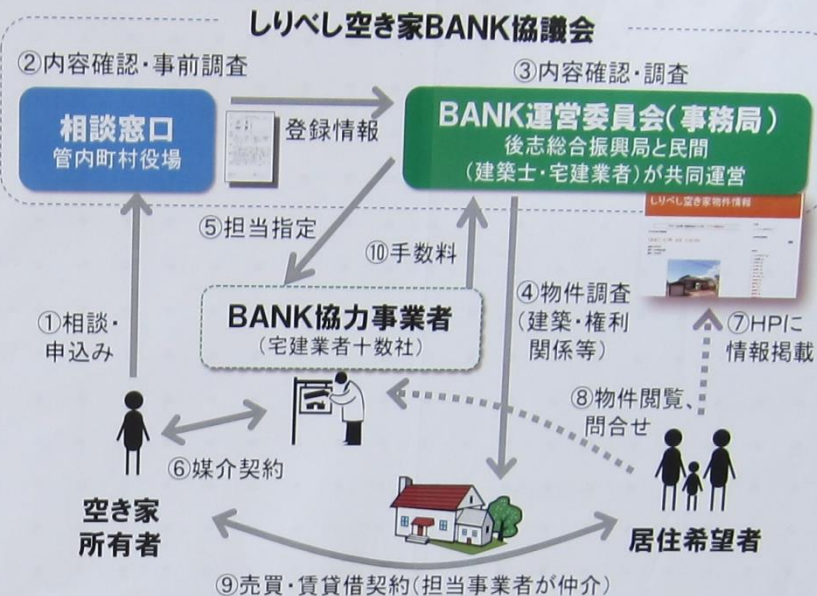 しりべし空き家BANK協議会
②内容確認・事前調査
③内容確認・調査
相談窓口
管内町村役場
登録情報
BANK運営委員会(事務局)
後志総合振興局と民間
(建築士・宅建業者)が共同運営
しりべし空き家物件情報
⑤担当指定
⑩手数料
④物件調査
(建築・権利
関係等)
⑦HPに
情報掲載
①相談・
申込み
BANK協力事業者
(宅建業者十数社)
⑧物件閲覧、
問合せ
⑥媒介契約
空き家
所有者
居住希望者
⑨売買・賃貸借契約(担当事業者が仲介)